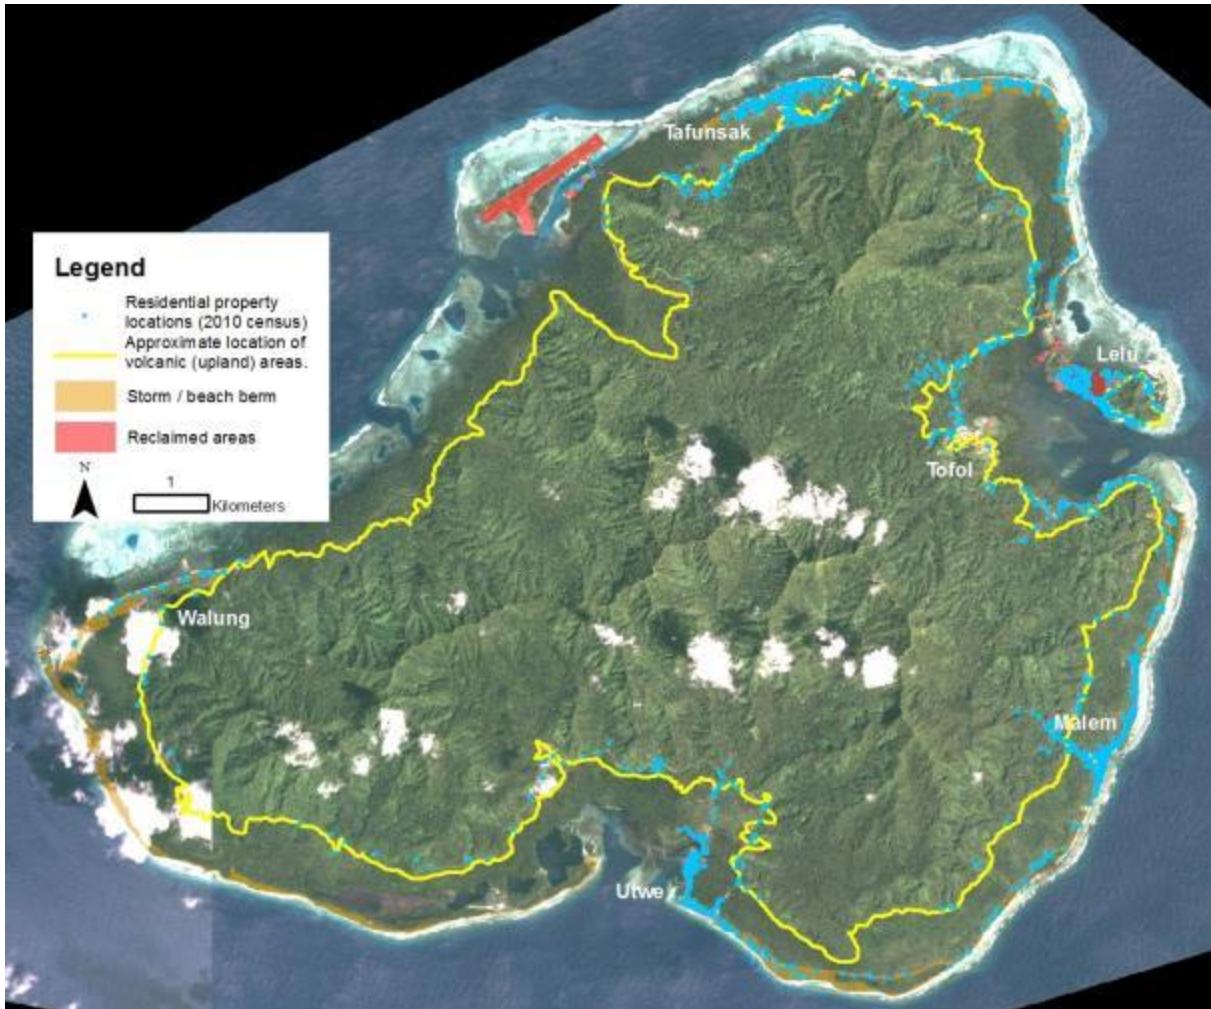 Tafunsak
Legend
Residential property
locations (2010 census)
Approximate location of
volcanic (upland) areas.
Storm / beach berm
Reclaimed areas
N
1
Kilometers
Lelu
Tofol
Walung
Malem
Utwe